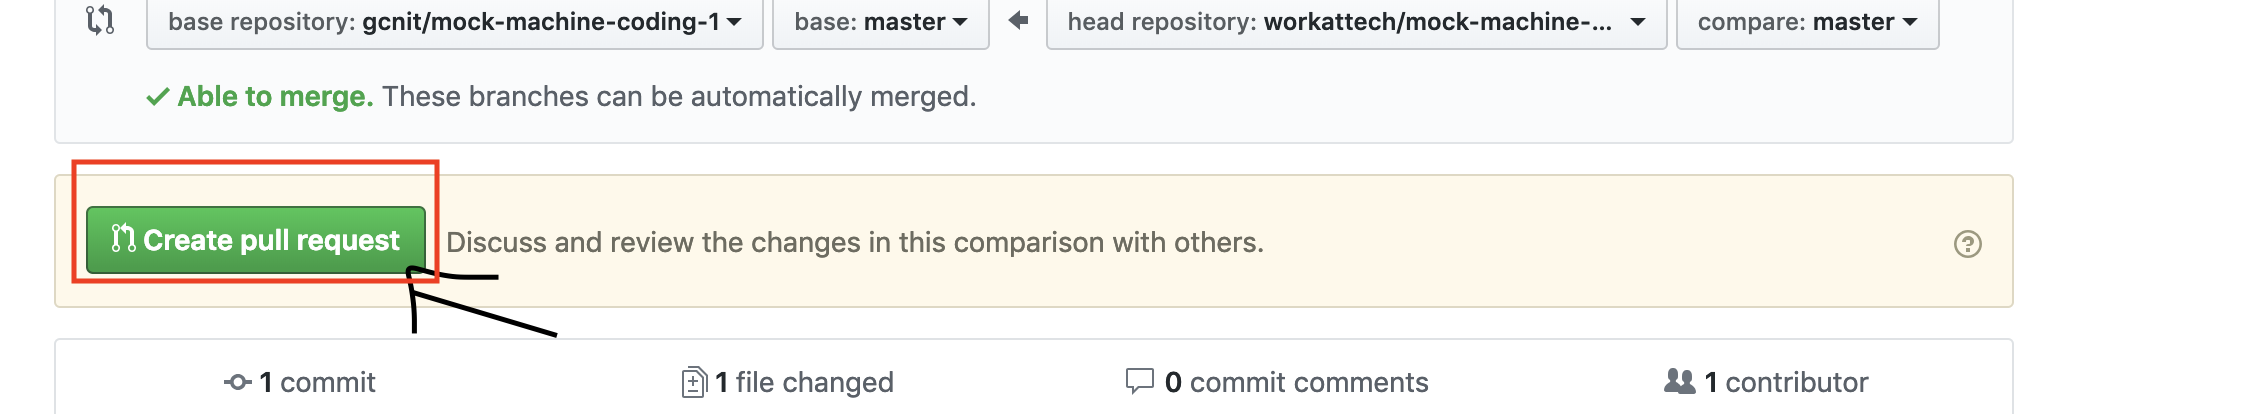 base repository: gcnit/mock-machine-coding-1 base: master head repository: workattech/mock-machine-... compare: master
Able to merge. These branches can be automatically merged.
Create pull request Discuss and review the changes in this comparison with others.
1 commit 1 file changed 0 commit comments 1 contributor